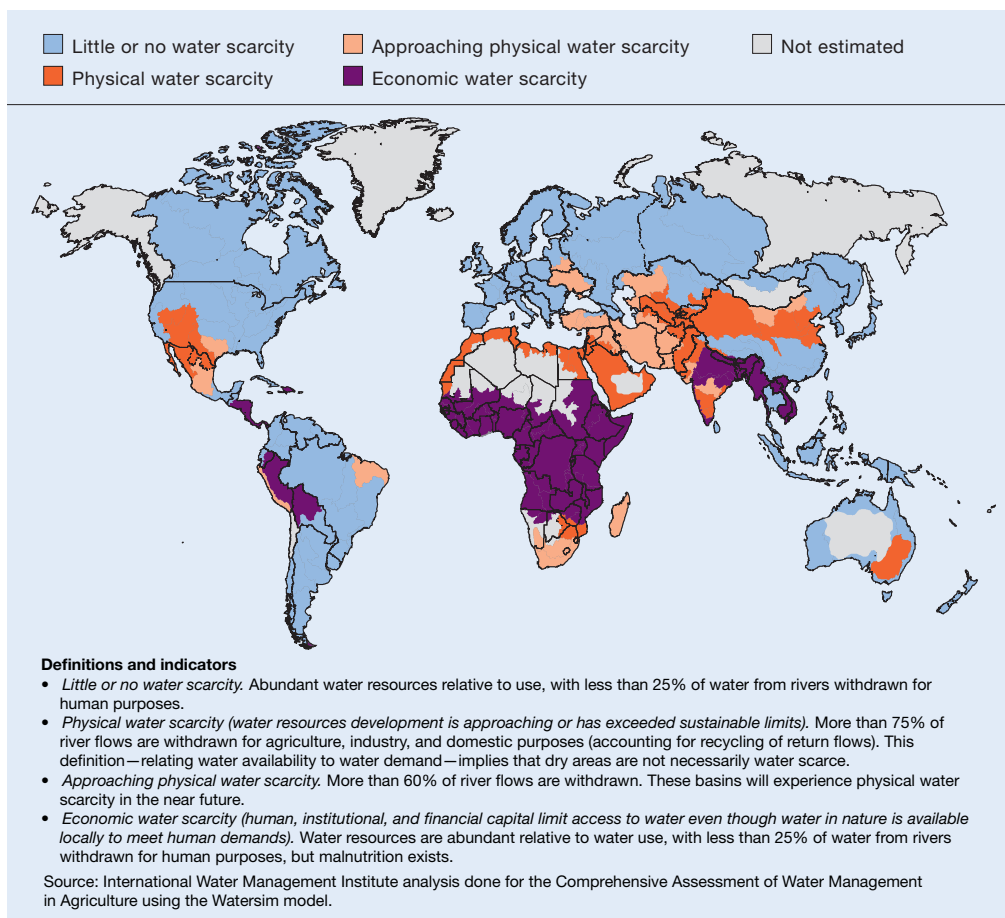 Little or no water scarcity
Approaching physical water scarcity
Not estimated
Physical water scarcity
Economic water scarcity
Definitions and indicators
• Little or no water scarcity. Abundant water resources relative to use, with less than 25% of water from rivers withdrawn for
human purposes.
• Physical water scarcity (water resources development is approaching or has exceeded sustainable limits). More than 75% of
river flows are withdrawn for agriculture, industry, and domestic purposes (accounting for recycling of return flows). This
definition—relating water availability to water demand—implies that dry areas are not necessarily water scarce.
• Approaching physical water scarcity. More than 60% of river flows are withdrawn. These basins will experience physical water
scarcity in the near future.
• Economic water scarcity (human, institutional, and financial capital limit access to water even though water in nature is available
locally to meet human demands). Water resources are abundant relative to water use, with less than 25% of water from rivers
withdrawn for human purposes, but malnutrition exists.
Source: International Water Management Institute analysis done for the Comprehensive Assessment of Water Management
in Agriculture using the Watersim model.